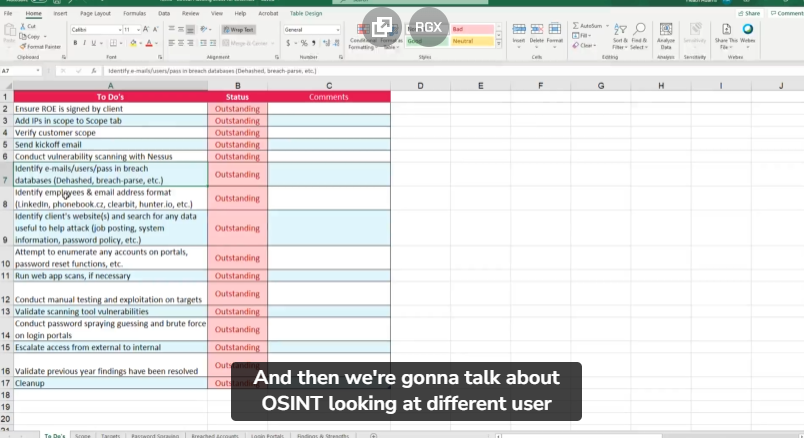 Home Insert Page Layout Formulas Data Review View Help Acrobat Table Design
Share Comments
Cut
Copy
Format Painter
Clipboard
Calibri 11
Font
Wrap Text
Alignment
General
Number
Conditional Formatting Format as Table
Bad
Good Neutral
Styles
Insert Delete Format
Cells
AutoSum
Fill
Clear
Sort & Filter Find & Select
Editing
Analyze Data
Analysis
Sensitivity
Sensitivity
Share This Webex
Webex
RGX
A7 Identify e-mails/users/pass in breach databases (Dehashed, breach-parse, etc.)
A B C D E F G H I J
1 To Do's Status Comments
2 Ensure ROE is signed by client Outstanding
3 Add IPs in scope to Scope tab Outstanding
4 Verify customer scope Outstanding
5 Send kickoff email Outstanding
6 Conduct vulnerability scanning with Nessus Outstanding
Identify e-mails/users/pass in breach
7 databases (Dehashed, breach-parse, etc.) Outstanding
Identify employees & email address format
8 (LinkedIn, phonebook.cz, clearbit, hunter.io, etc.) Outstanding
Identify client's website(s) and search for any data
useful to help attack (job posting, system
9 information, password policy, etc.) Outstanding
Attempt to enumerate any accounts on portals,
10 password reset functions, etc. Outstanding
11 Run web app scans, if necessary Outstanding
12 Conduct manual testing and exploitation on targets Outstanding
13 Validate scanning tool vulnerabilities Outstanding
Conduct password spraying guessing and brute force
14 on login portals Outstanding
15 Escalate access from external to internal Outstanding
16 Validate previous year findings have been resolved
17 Cleanup
18
19
20
And then we're gonna talk about
OSINT looking at different user
To Do's Scope Targets Password Spraying Breached Accounts Login Portals Findings & Strengths